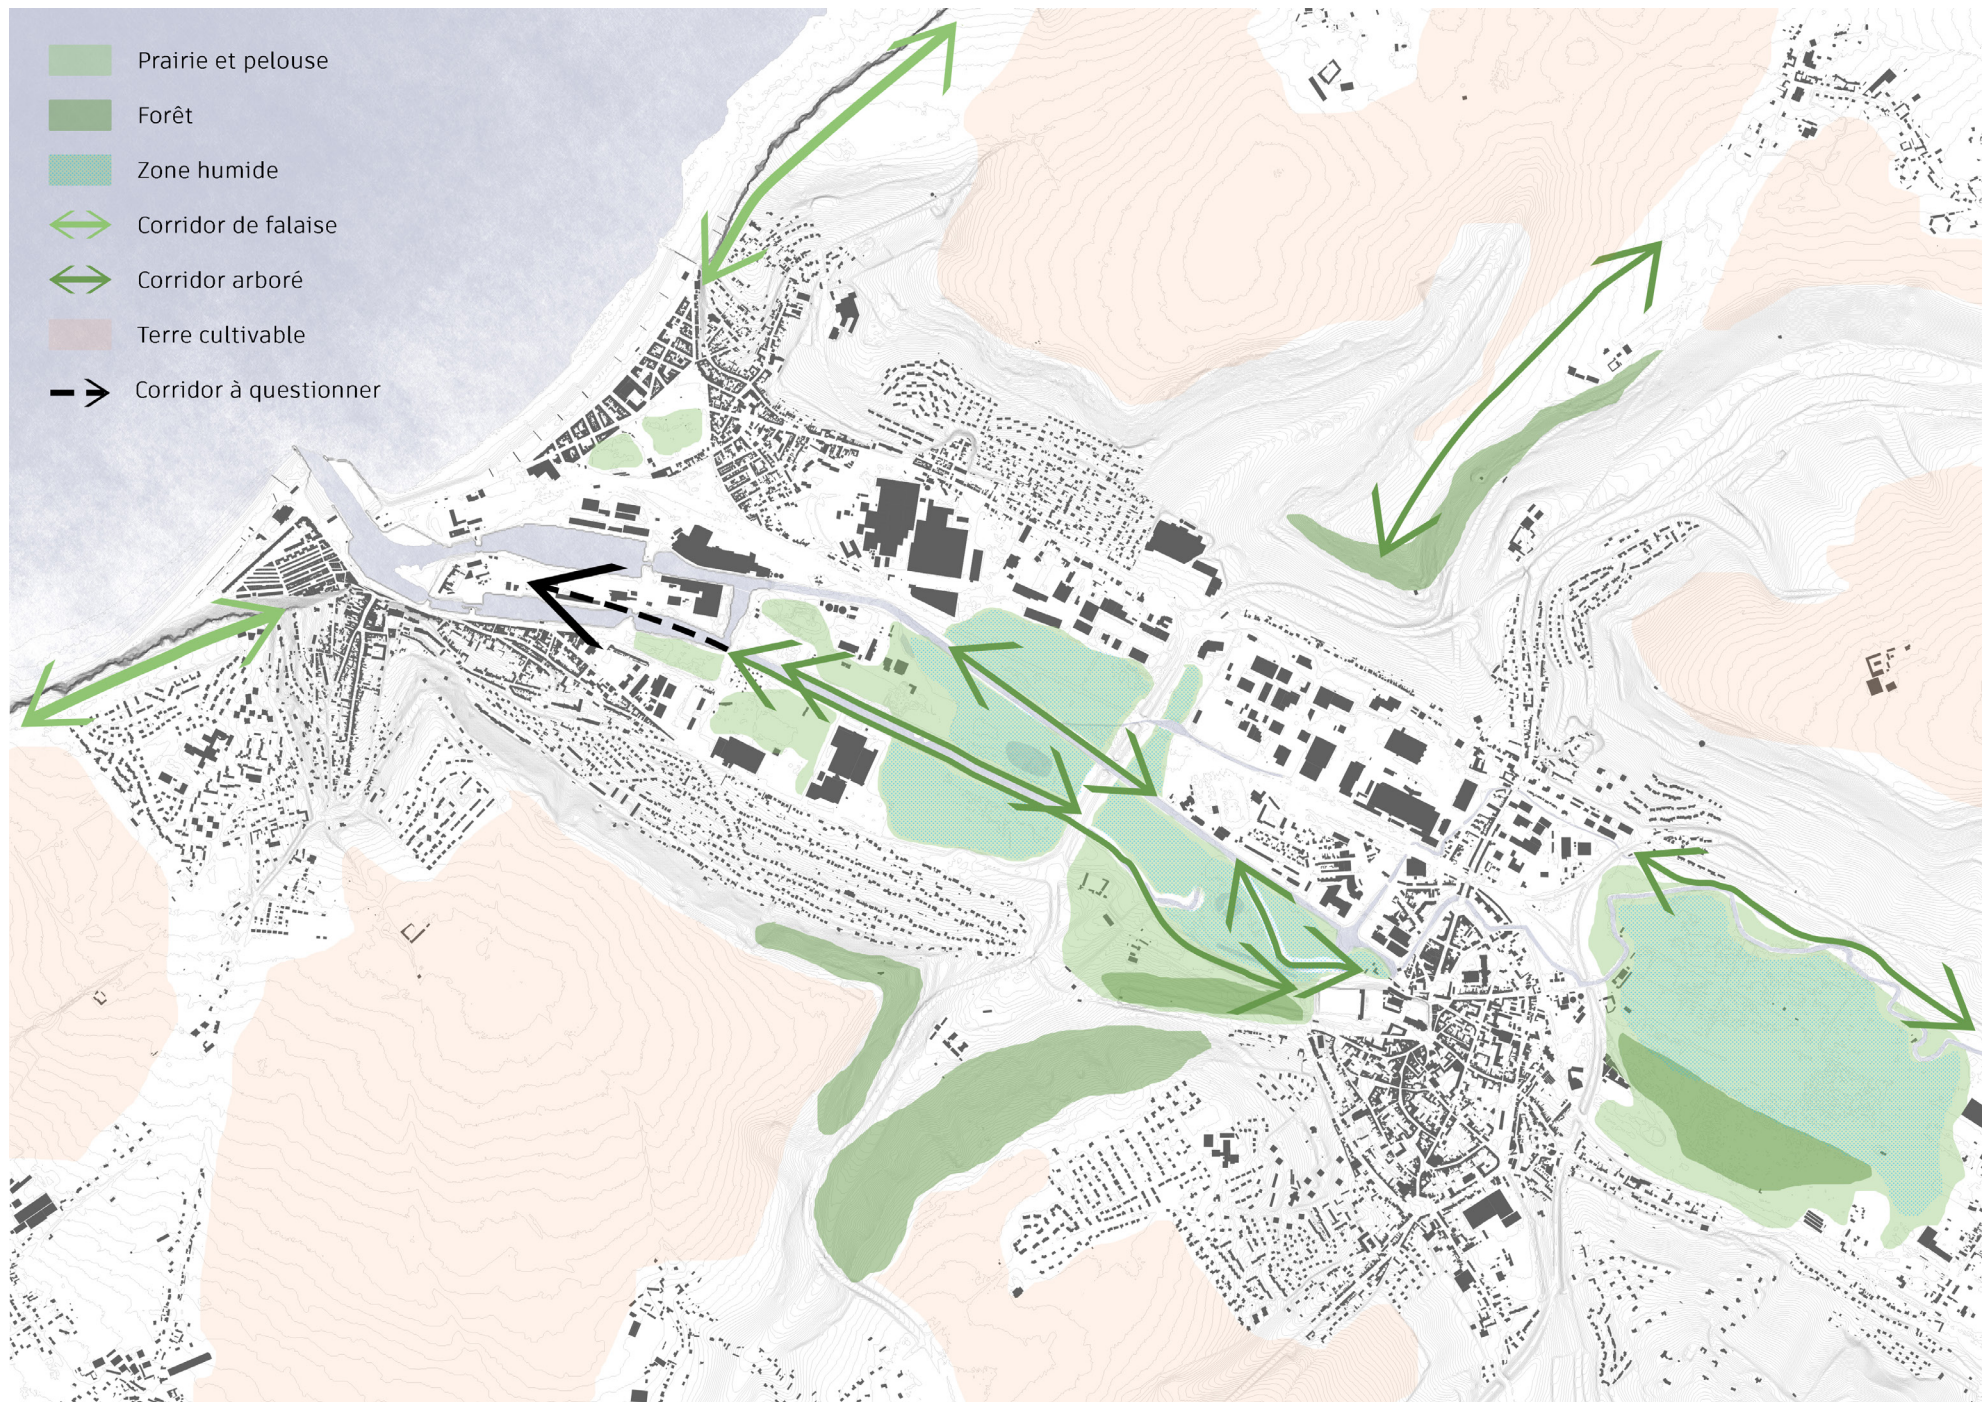 Prairie et pelouse
Forêt
Zone humide
Corridor de falaise
Corridor arboré
Terre cultivable
Corridor à questionner